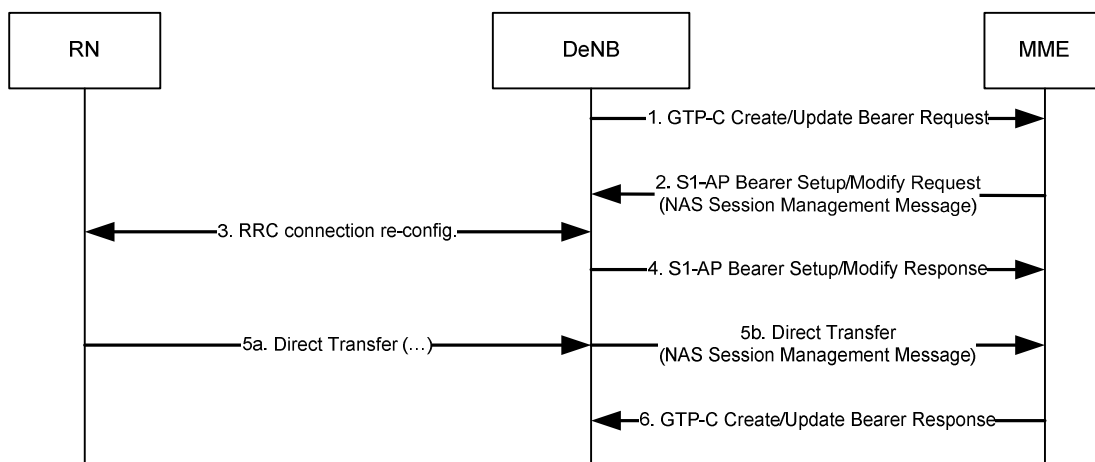 RN
DeNB
MME
1. GTP-C Create/Update Bearer Request
2. S1-AP Bearer Setup/Modify Request
(NAS Session Management Message)
3. RRC connection re-config.
4. S1-AP Bearer Setup/Modify Response
5a. Direct Transfer (…)
5b. Direct Transfer
(NAS Session Management Message)
6. GTP-C Create/Update Bearer Response